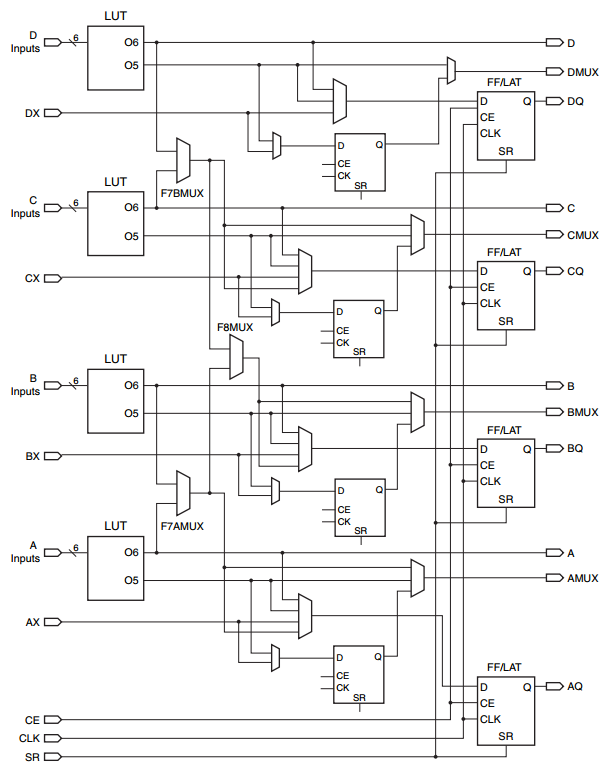 LUT
D
Inputs
6
O6
O5
D
DMUX
FF/LAT
DX
D
Q
DQ
CE
CLK
SR
D
Q
CE
CK
SR
F7BMUX
LUT
C
Inputs
6
O6
O5
C
CMUX
FF/LAT
CX
D
Q
CQ
CE
CLK
SR
D
Q
CE
CK
SR
F8MUX
LUT
B
Inputs
6
O6
O5
B
BMUX
FF/LAT
BX
D
Q
BQ
CE
CLK
SR
D
Q
CE
CK
SR
F7AMUX
LUT
A
Inputs
6
O6
O5
A
AMUX
AX
D
Q
CE
CK
SR
FF/LAT
D
Q
AQ
CE
CLK
SR
CE
CLK
SR